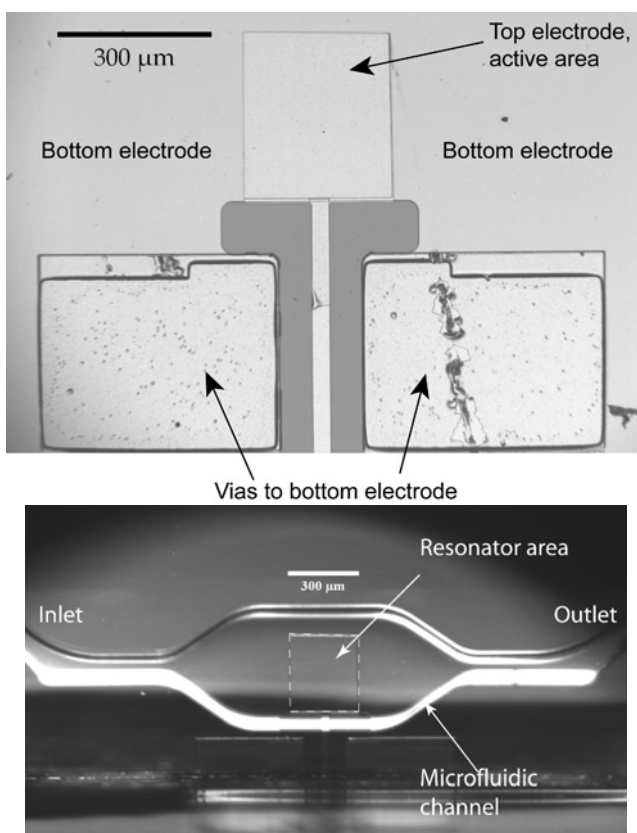 300 µm
Top electrode,
active area
Bottom electrode
Bottom electrode
Vias to bottom electrode
Resonator area
300 µm
Inlet
Outlet
Microfluidic
channel